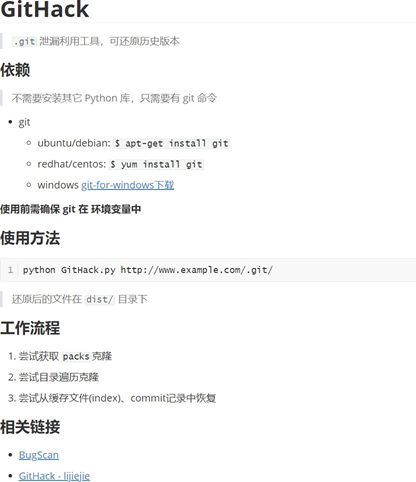 GitHack
.git 泄漏利用工具，可还原历史版本
依赖
不需要安装其它 Python 库，只需要有 git 命令
git
ubuntu/debian: $ apt-get install git
redhat/centos: $ yum install git
windows git-for-windows下载
使用前需确保 git 在 环境变量中
使用方法
1 python GitHack.py http://www.example.com/.git/
还原后的文件在 dist/ 目录下
工作流程
1. 尝试获取 packs 克隆
2. 尝试目录遍历克隆
3. 尝试从缓存文件(index)、commit记录中恢复
相关链接
BugScan
GitHack - lijiejie